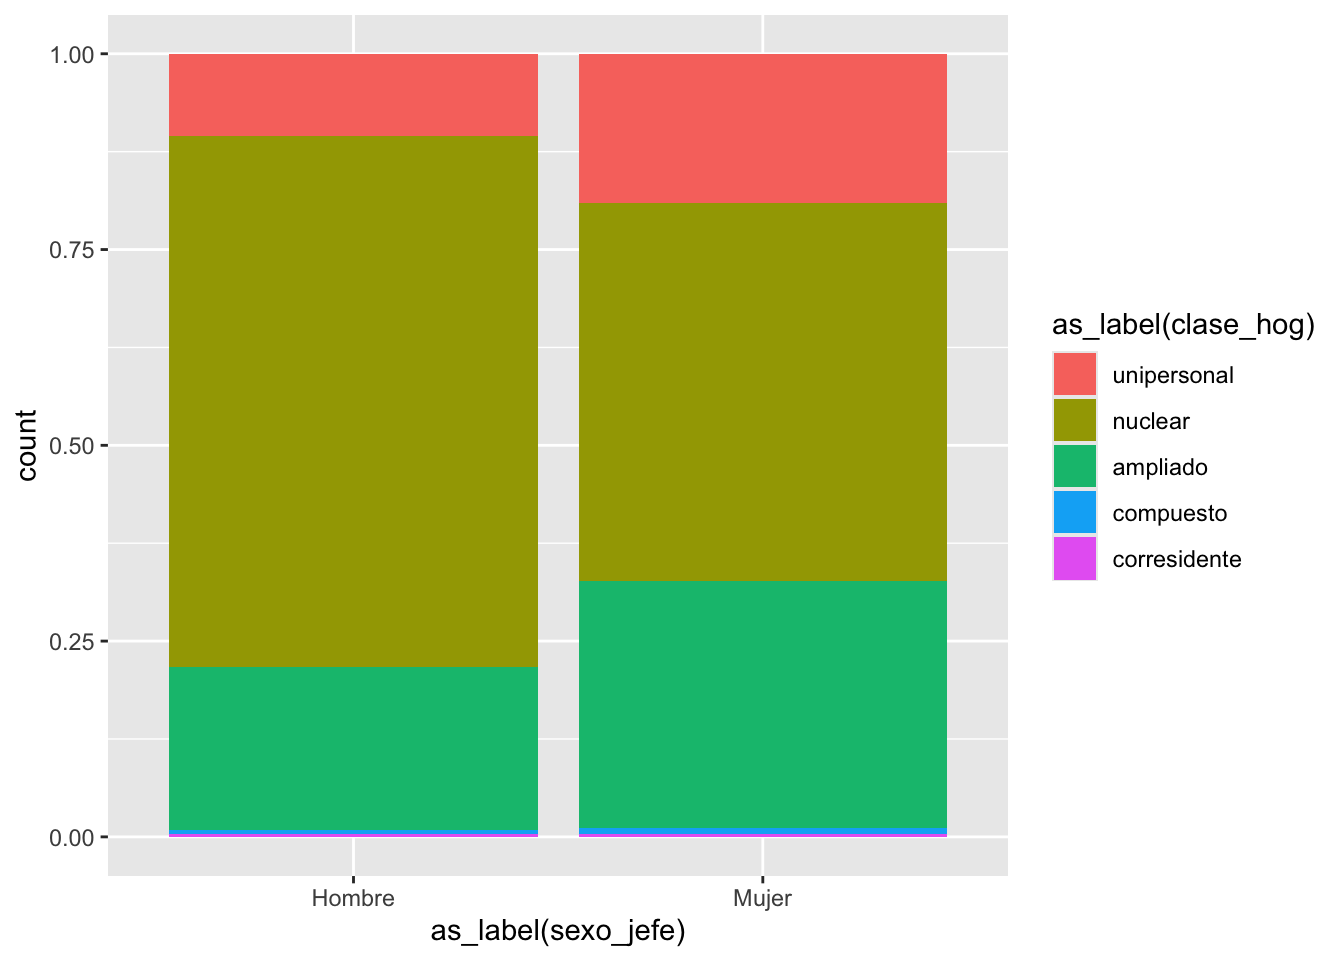 1.00
0.75
0.50
0.25
0.00
count
Hombre
Mujer
as_label(sexo_jefe)
as_label(clase_hog)
unipersonal
nuclear
ampliado
compuesto
corresidente